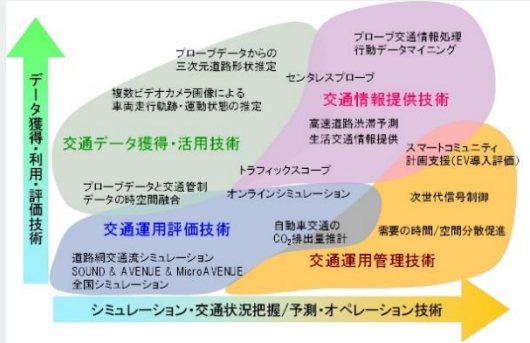 プローブ交通情報処理
行動データマイニング
プローブデータからの
三次元道路形状推定
センタレスプローブ
複数ビデオカメラ画像による
車両走行軌跡・運動状態の推定
交通情報提供技術
高速道路渋滞予測
生活交通情報提供
交通データ獲得・活用技術
スマートコミュニティ
計画支援(EV導入評価)
トラフィックスコープ
プローブデータと交通管制
データの時空間融合
オンラインシミュレーション
次世代信号制御
交通運用評価技術
自動車交通の
CO2排出量推計
需要の時間/空間分散促進
道路網交通流シミュレーション
SOUND & AVENUE & MicroAVENUE
全国シミュレーション
交通運用管理技術
データ獲得・利用・評価技術
シミュレーション・交通状況把握/予測・オペレーション技術